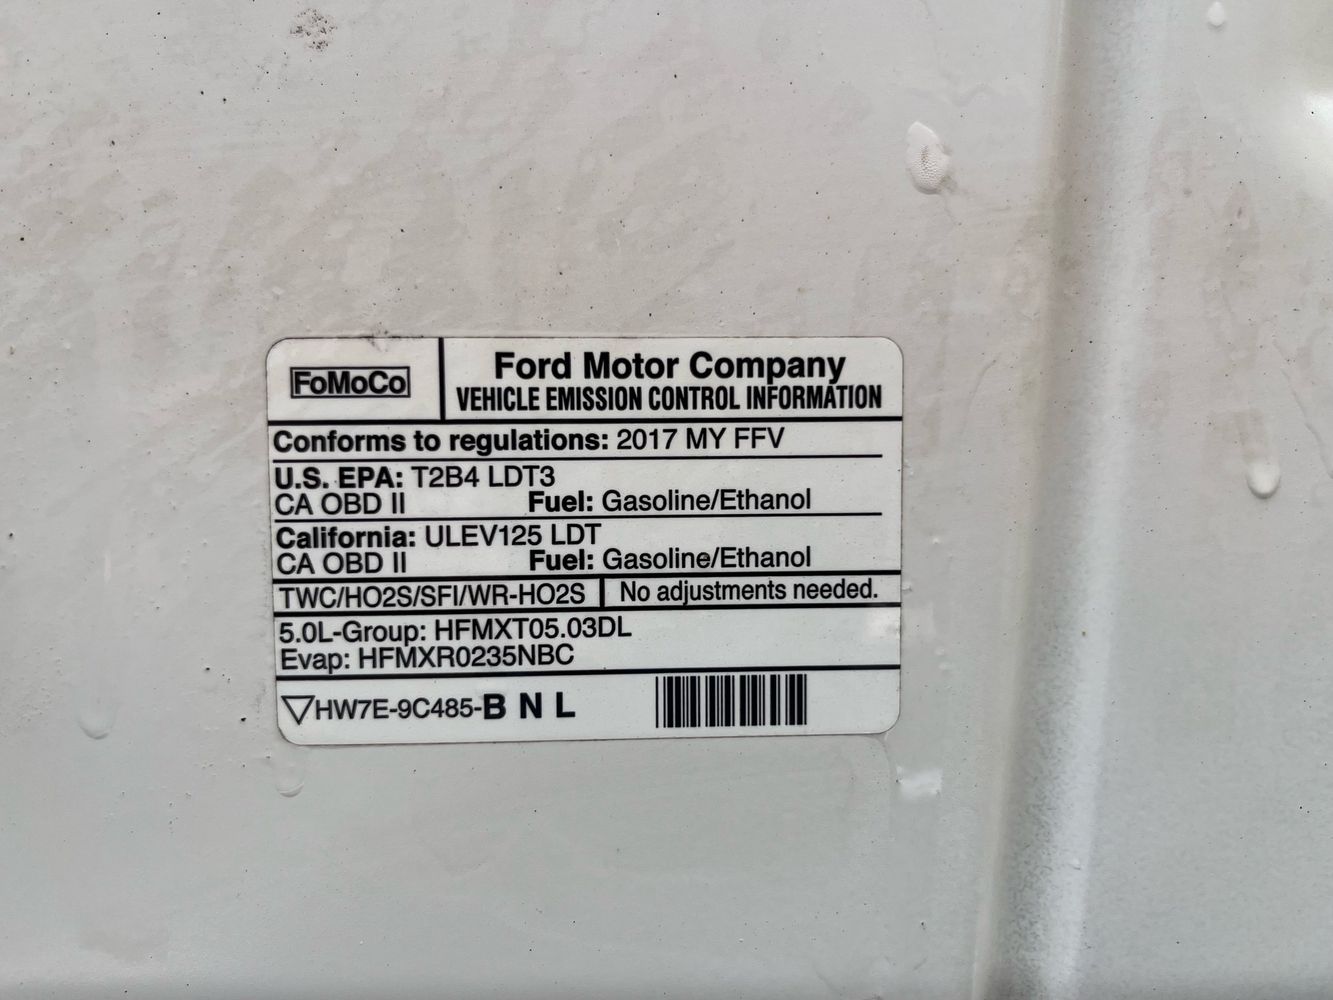 FoMoCo
Ford Motor Company
VEHICLE EMISSION CONTROL INFORMATION
Conforms to regulations: 2017 MY FFV
U.S. EPA: T2B4 LDT3
CA OBD II Fuel: Gasoline/Ethanol
California: ULEV125 LDT
CA OBD II Fuel: Gasoline/Ethanol
TWC/HO2S/SFI/WR-HO2S No adjustments needed.
5.0L-Group: HFMXT05.03DL
Evap: HFMXR0235NBC
HW7E-9C485-B N L